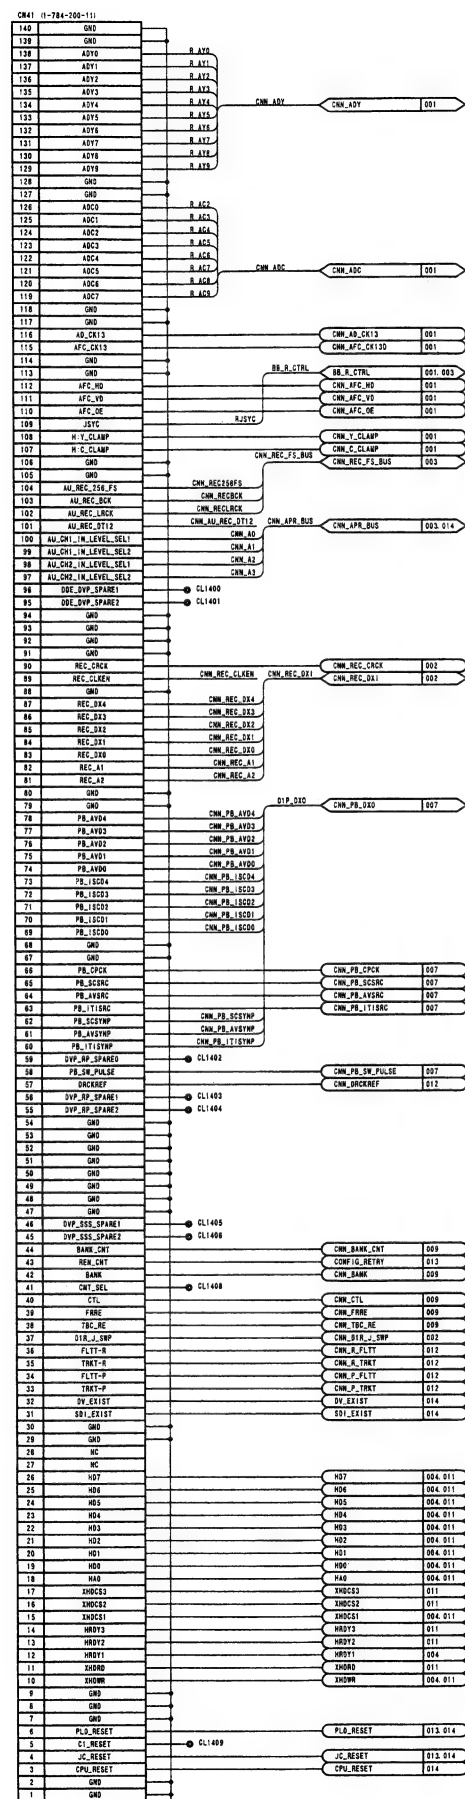 CN41 (1-784-200-11)
140 GND
139 GND
138 ADY0 R_AY0
137 ADY1 R_AY1
136 ADY2 R_AY2
135 ADY3 R_AY3
134 ADY4 R_AY4 CNN_ADY CNN_ADY 001
133 ADY5 R_AY5
132 ADY6 R_AY6
131 ADY7 R_AY7
130 ADY8 R_AY8
129 ADY9 R_AY9
128 GND
127 GND
126 ADC0 R_AC2
125 ADC1 R_AC3
124 ADC2 R_AC4
123 ADC3 R_AC5
122 ADC4 R_AC6
121 ADC5 R_AC7 CNN_ADC CNN_ADC 001
120 ADC6 R_AC8
119 ADC7 R_AC9
118 GND
117 GND
116 AD_CK13 CNN_AD_CK13 001
115 AFC_CK13 CNN_AFC_CK13D 001
114 GND
113 GND BB_R_CTRL BB_R_CTRL 001.003
112 AFC_HD CNN_AFC_HD 001
111 AFC_VD CNN_AFC_VD 001
110 AFC_OE CNN_AFC_OE 001
109 JSYC RJSYC
108 H:Y_CLAMP CNN_Y_CLAMP 001
107 H:C_CLAMP CNN_C_CLAMP 001
106 GND CNN_REC_FS_BUS CNN_REC_FS_BUS 003
105 GND
104 AU_REC_256_FS CNN_REC256FS
103 AU_REC_BCK CNN_RECBCK
102 AU_REC_LRCK CNN_RECLRCK
101 AU_REC_DT12 CNN_AU_REC_DT12 CNN_APR_BUS CNN_APR_BUS 003.014
100 AU_CH1_IN_LEVEL_SEL1 CNN_A0
99 AU_CH1_IN_LEVEL_SEL2 CNN_A1
98 AU_CH2_IN_LEVEL_SEL1 CNN_A2
97 AU_CH2_IN_LEVEL_SEL2 CNN_A3
96 DDE_DVP_SPARE1 CL1400
95 DDE_DVP_SPARE2 CL1401
94 GND
93 GND
92 GND
91 GND
90 REC_CRCK CNN_REC_CRCK 002
89 REC_CLKEN CNN_REC_CLKEN CNN_REC_DX1 CNN_REC_DX1 002
88 GND
87 REC_DX4 CNN_REC_DX4
86 REC_DX3 CNN_REC_DX3
85 REC_DX2 CNN_REC_DX2
84 REC_DX1 CNN_REC_DX1
83 REC_DX0 CNN_REC_DX0
82 REC_A1 CNN_REC_A1
81 REC_A2 CNN_REC_A2
80 GND
79 GND D1P_DX0 CNN_PB_DX0 007
78 PB_AVD4 CNN_PB_AVD4
77 PB_AVD3 CNN_PB_AVD3
76 PB_AVD2 CNN_PB_AVD2
75 PB_AVD1 CNN_PB_AVD1
74 PB_AVD0 CNN_PB_AVD0
73 PB_ISCD4 CNN_PB_ISCD4
72 PB_ISCD3 CNN_PB_ISCD3
71 PB_ISCD2 CNN_PB_ISCD2
70 PB_ISCD1 CNN_PB_ISCD1
69 PB_ISCD0 CNN_PB_ISCD0
68 GND
67 GND
66 PB_CPCK CNN_PB_CPCK 007
65 PB_SCSRC CNN_PB_SCSRC 007
64 PB_AVSRC CNN_PB_AVSRC 007
63 PB_ITISRC CNN_PB_ITISRC 007
62 PB_SCSYNP CNN_PB_SCSYNP
61 PB_AVSYNP CNN_PB_AVSYNP
60 PB_ITISYNP CNN_PB_ITISYNP
59 DVP_RP_SPARE0 CL1402
58 PB_SW_PULSE CNN_PB_SW_PULSE 007
57 DRCKREF CNN_DRCKREF 012
56 DVP_RP_SPARE1 CL1403
55 DVP_RP_SPARE2 CL1404
54 GND
53 GND
52 GND
51 GND
50 GND
49 GND
48 GND
47 GND
46 DVP_SSS_SPARE1 CL1405
45 DVP_SSS_SPARE2 CL1406
44 BANK_CNT CNN_BANK_CNT 009
43 REN_CNT CONFIG_RETRY 013
42 BANK CNN_BANK 009
41 CNT_SEL CL1408
40 CTL CNN_CTL 009
39 FRRE CNN_FRRE 009
38 TBC_RE CNN_TBC_RE 009
37 D1R_J_SWP CNN_D1R_J_SWP 002
36 FLTT-R CNN_R_FLTT 012
35 TRKT-R CNN_R_TRKT 012
34 FLTT-P CNN_P_FLTT 012
33 TRKT-P CNN_P_TRKT 012
32 DV_EXIST DV_EXIST 014
31 SDI_EXIST SDI_EXIST 014
30 GND
29 GND
28 NC
27 NC
26 HD7 HD7 004.011
25 HD6 HD6 004.011
24 HD5 HD5 004.011
23 HD4 HD4 004.011
22 HD3 HD3 004.011
21 HD2 HD2 004.011
20 HD1 HD1 004.011
19 HD0 HD0 004.011
18 HA0 HA0 004.011
17 XHDCS3 XHDCS3 011
16 XHDCS2 XHDCS2 011
15 XHDCS1 XHDCS1 004.011
14 HRDY3 HRDY3 011
13 HRDY2 HRDY2 011
12 HRDY1 HRDY1 004
11 XHDRD XHDRD 011
10 XHDWR XHDWR 004.011
9 GND
8 GND
7 GND
6 PLD_RESET PLD_RESET 013.014
5 C1_RESET CL1409
4 JC_RESET JC_RESET 013.014
3 CPU_RESET CPU_RESET 014
2 GND
1 GND